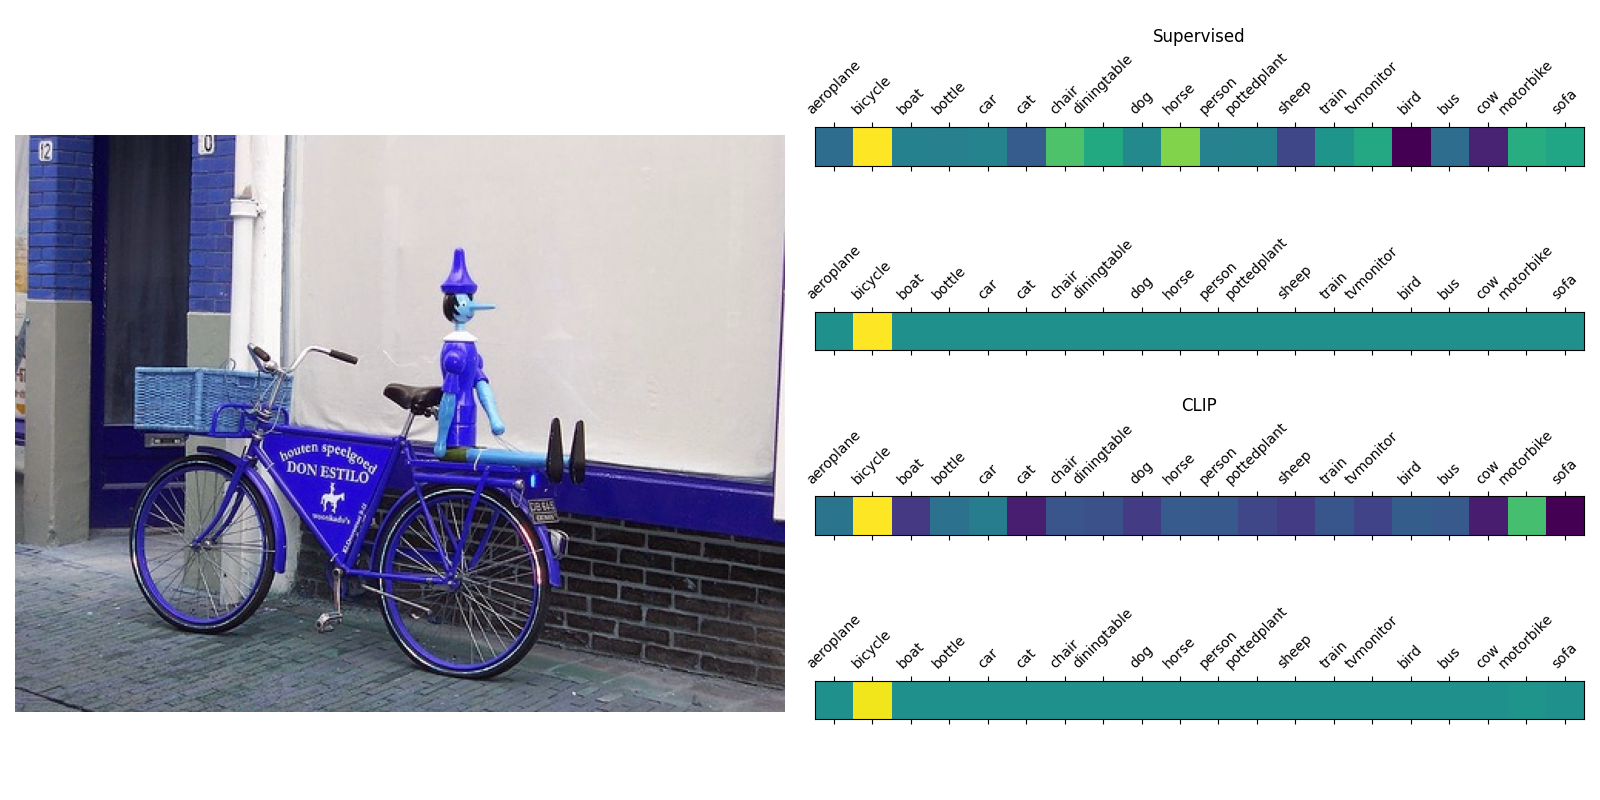 12
0
houten speelgoed
DON ESTILO
Supervised
aeroplane bicycle boat bottle car cat chair diningtable dog horse person pottedplant sheep train tvmonitor bird bus cow motorbike sofa
aeroplane bicycle boat bottle car cat chair diningtable dog horse person pottedplant sheep train tvmonitor bird bus cow motorbike sofa
CLIP
aeroplane bicycle boat bottle car cat chair diningtable dog horse person pottedplant sheep train tvmonitor bird bus cow motorbike sofa
aeroplane bicycle boat bottle car cat chair diningtable dog horse person pottedplant sheep train tvmonitor bird bus cow motorbike sofa